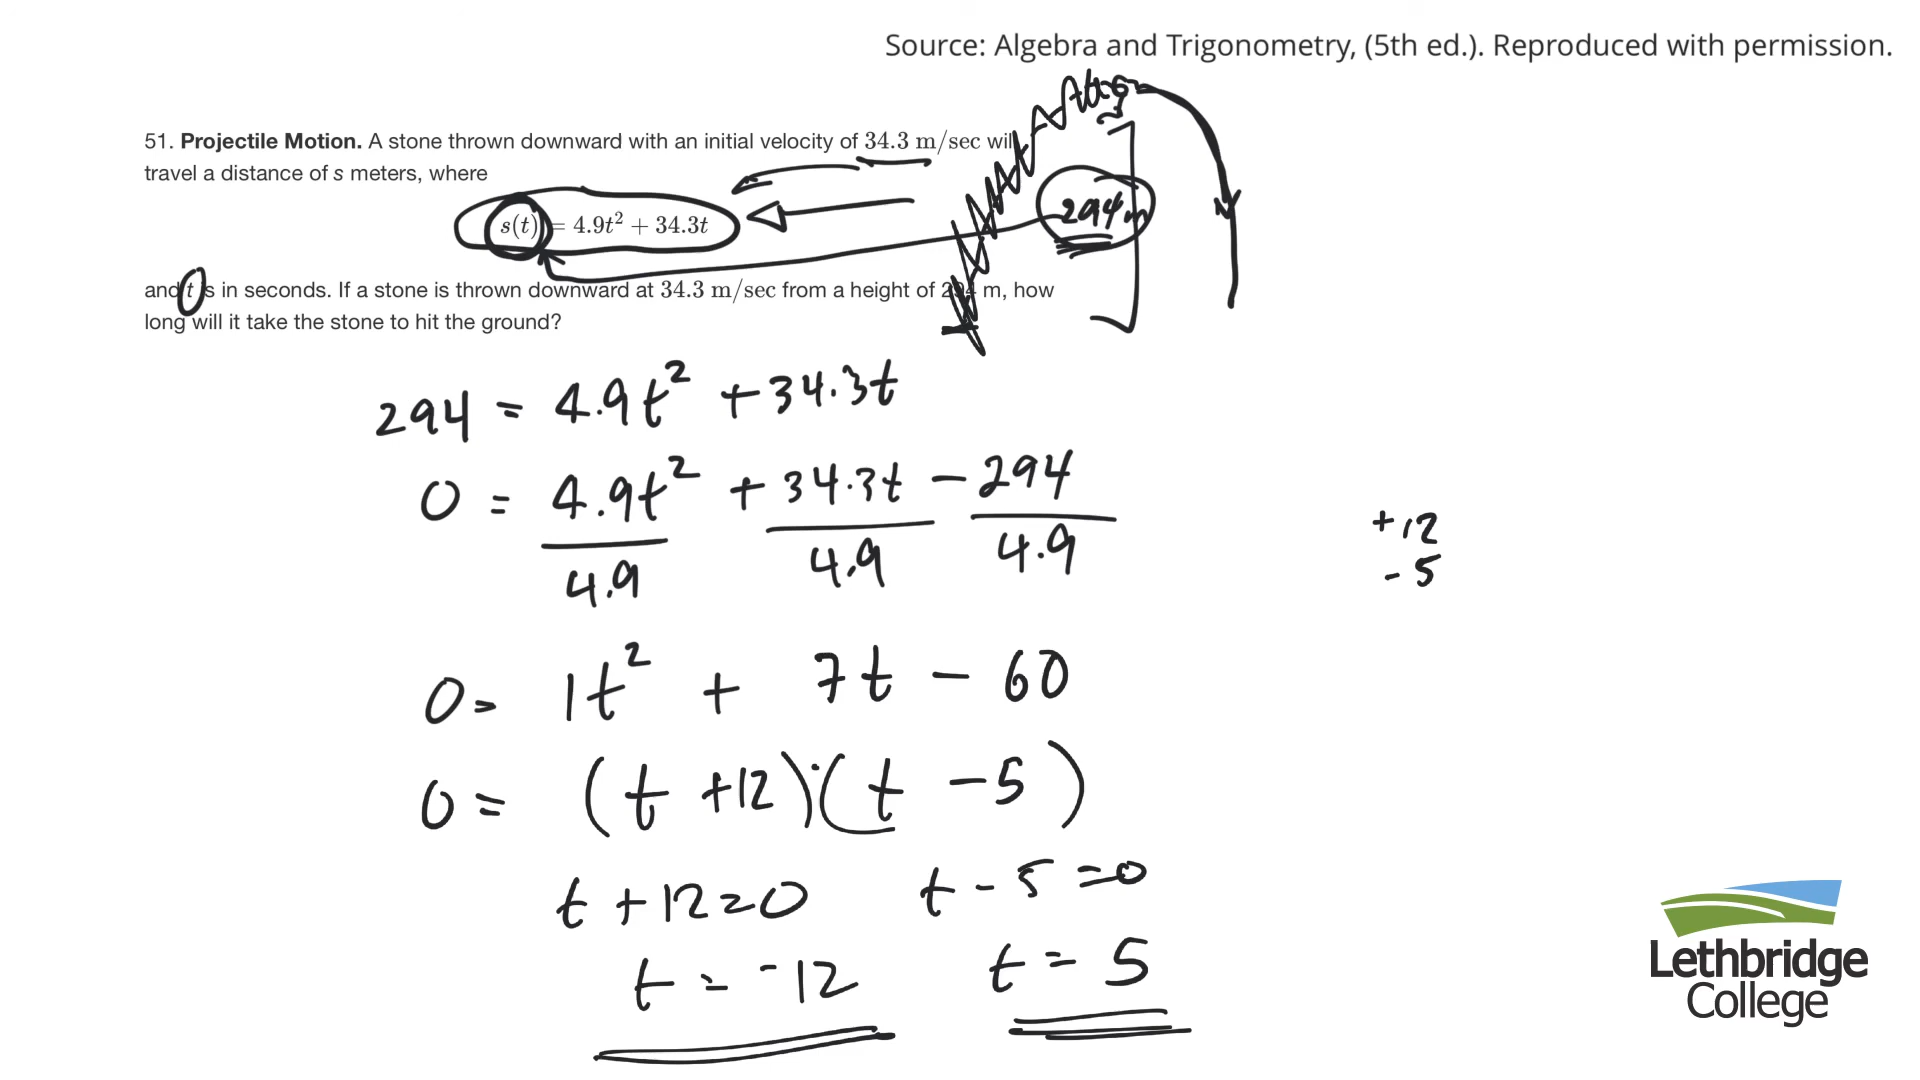 Source: Algebra and Trigonometry, (5th ed.). Reproduced with permission.
51. Projectile Motion. A stone thrown downward with an initial velocity of 34.3 m/sec will
travel a distance of s meters, where
s(t) = 4.9t² + 34.3t
294m
and t is in seconds. If a stone is thrown downward at 34.3 m/sec from a height of 294 m, how
long will it take the stone to hit the ground?
294 = 4.9t² + 34.3t
0 = 4.9t² + 34.3t - 294
4.9 4.9 4.9
+12
-5
0 = 1t² + 7t - 60
0 = (t +12)·(t -5)
t + 12 = 0 t - 5 = 0
t = -12 t = 5
Lethbridge
College